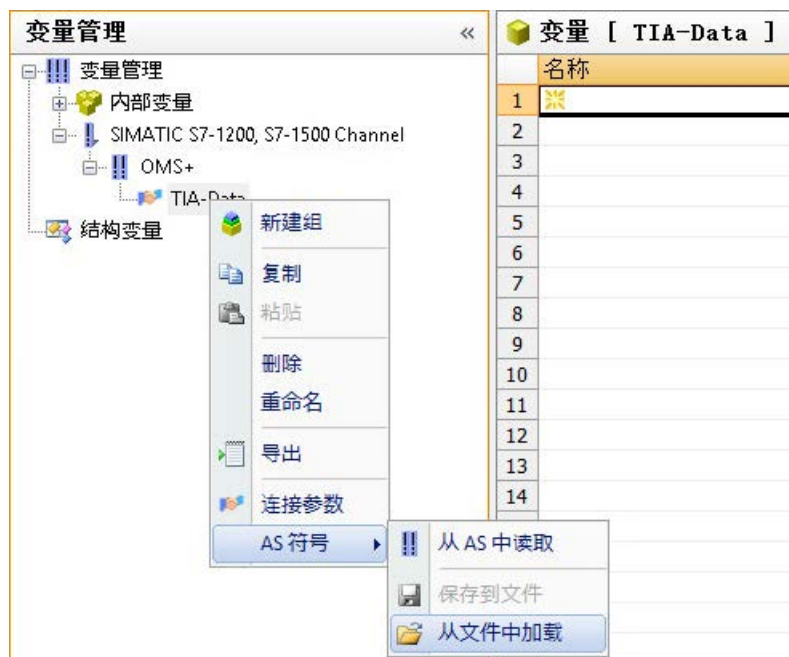 变量管理
变量 [ TIA-Data ]
变量管理
内部变量
SIMATIC S7-1200, S7-1500 Channel
OMS+
TIA-Data
结构变量
新建组
复制
粘贴
删除
重命名
导出
连接参数
AS 符号
从 AS 中读取
保存到文件
从文件中加载
名称
1
2
3
4
5
6
7
8
9
10
11
12
13
14